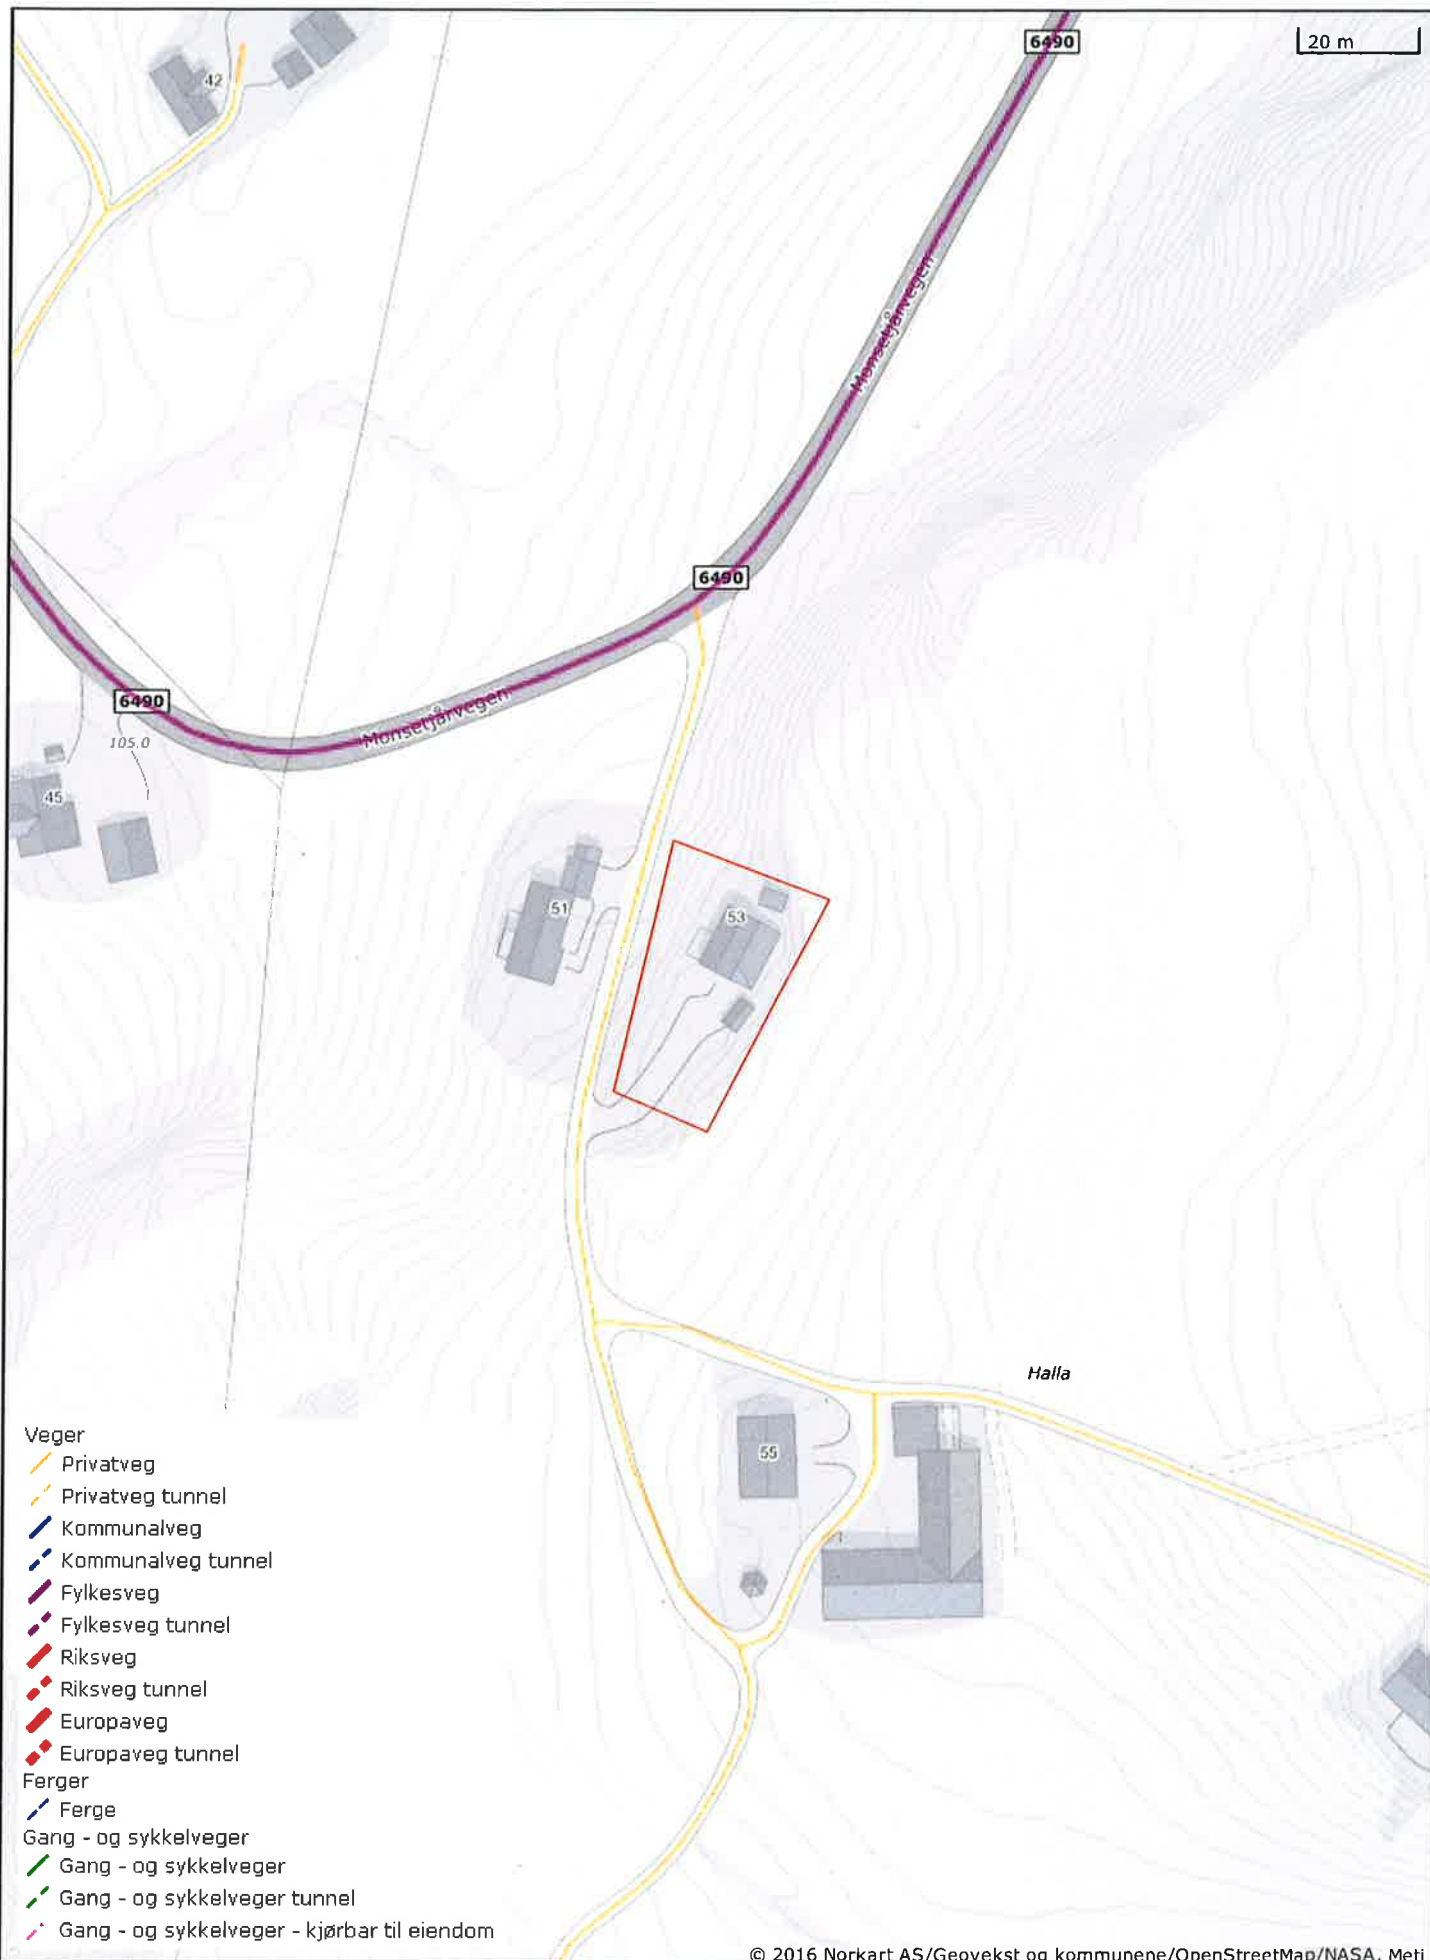 6490
20 m
42
Monsetjårvegen
6490
6490
Monsetjårvegen
105.0
45
51
53
Halla
55
Veger
Privatveg
Privatveg tunnel
Kommunalveg
Kommunalveg tunnel
Fylkesveg
Fylkesveg tunnel
Riksveg
Riksveg tunnel
Europaveg
Europaveg tunnel
Ferger
Ferge
Gang - og sykkelveger
Gang - og sykkelveger
Gang - og sykkelveger tunnel
Gang - og sykkelveger - kjørbar til eiendom
© 2016 Norkart AS/Geovekst og kommunene/OpenStreetMap/NASA, Meti